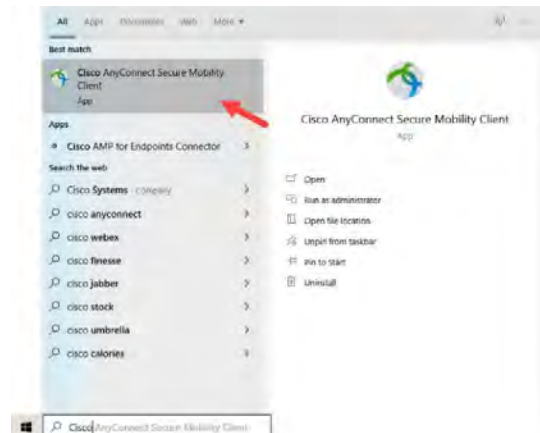 All Apps Documents Web More
Best match
Cisco AnyConnect Secure Mobility
Client
App
Apps
Cisco AMP for Endpoints Connector
Search the web
Cisco Systems - company
cisco anyconnect
cisco webex
cisco finesse
cisco jabber
cisco stock
cisco umbrella
cisco calories
Cisco AnyConnect Secure Mobility Client
Cisco AnyConnect Secure Mobility Client
App
Open
Run as administrator
Open file location
Unpin from taskbar
Pin to Start
Uninstall